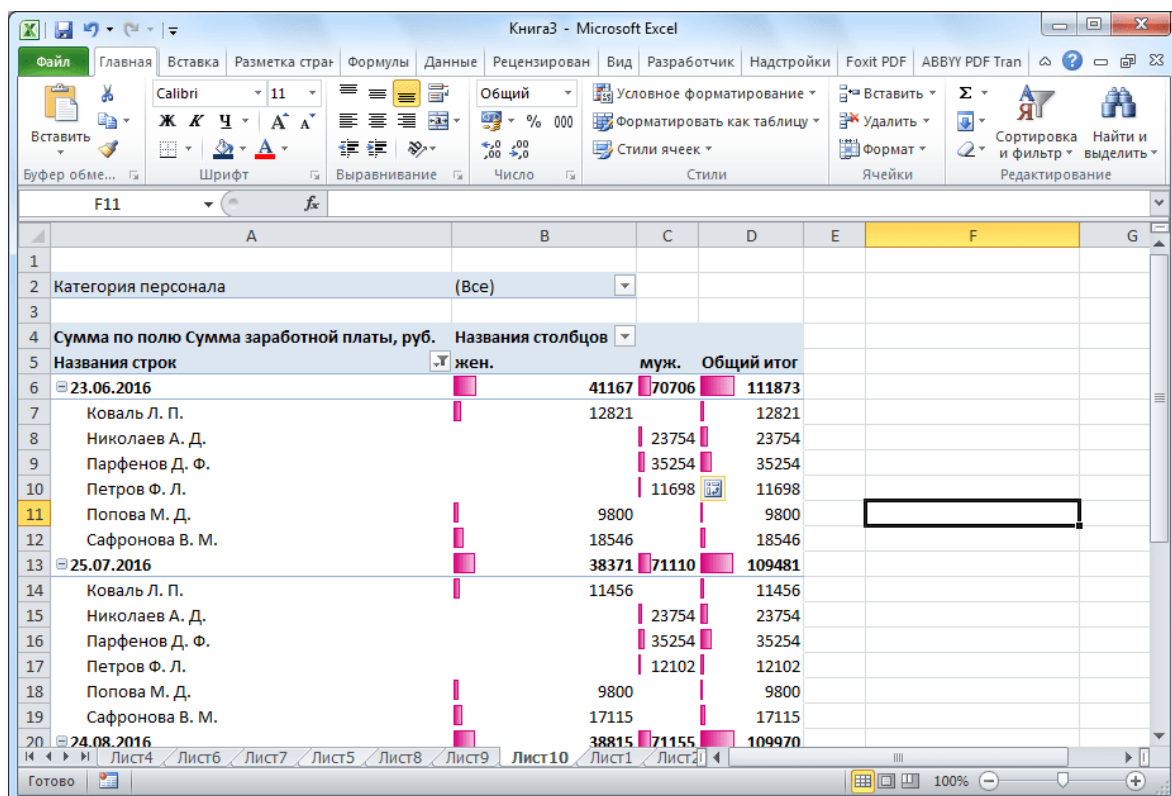 Книга3 - Microsoft Excel
Файл Главная Вставка Разметка стран Формулы Данные Рецензирован Вид Разработчик Надстройки Foxit PDF ABBYY PDF Tran
Calibri 11 Общий Условное форматирование Вставить Σ
Ж К Ч А А % 000 Форматировать как таблицу Удалить
Вставить А Стили ячеек Формат Сортировка и фильтр Найти и выделить
Буфер обме... Шрифт Выравнивание Число Стили Ячейки Редактирование
F11 fx
A B C D E F G
1
2 Категория персонала (Все)
3
4 Сумма по полю Сумма заработной платы, руб. Названия столбцов
5 Названия строк жен. муж. Общий итог
6 23.06.2016 41167 70706 111873
7 Коваль Л. П. 12821 12821
8 Николаев А. Д. 23754 23754
9 Парфенов Д. Ф. 35254 35254
10 Петров Ф. Л. 11698 11698
11 Попова М. Д. 9800 9800
12 Сафронова В. М. 18546 18546
13 25.07.2016 38371 71110 109481
14 Коваль Л. П. 11456 11456
15 Николаев А. Д. 23754 23754
16 Парфенов Д. Ф. 35254 35254
17 Петров Ф. Л. 12102 12102
18 Попова М. Д. 9800 9800
19 Сафронова В. М. 17115 17115
20 24.08.2016 38815 71155 109970
Лист4 Лист6 Лист7 Лист5 Лист8 Лист9 Лист10 Лист1 Лист2
Готово 100%